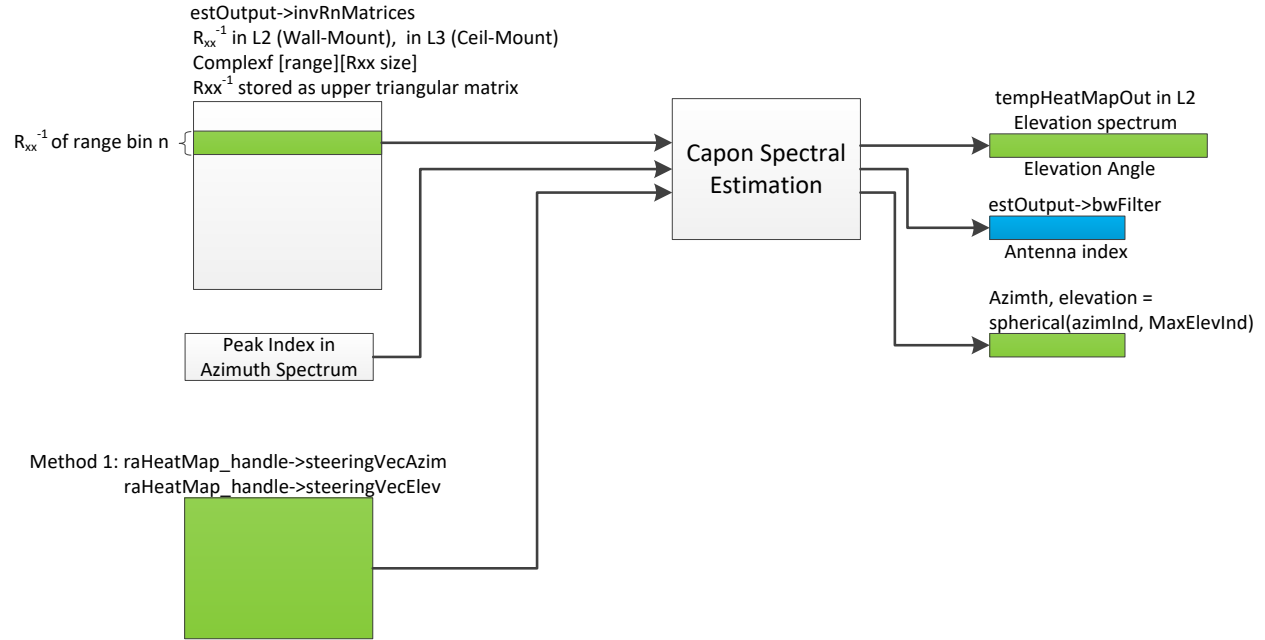 estOutput->invRnMatrices
Rxx⁻¹ in L2 (Wall-Mount), in L3 (Ceil-Mount)
Complexf [range][Rxx size]
Rxx⁻¹ stored as upper triangular matrix
Rxx⁻¹ of range bin n
Capon Spectral
Estimation
tempHeatMapOut in L2
Elevation spectrum
Elevation Angle
estOutput->bwFilter
Antenna index
Azimth, elevation =
spherical(azimInd, MaxElevInd)
Peak Index in
Azimuth Spectrum
Method 1: raHeatMap_handle->steeringVecAzim
raHeatMap_handle->steeringVecElev